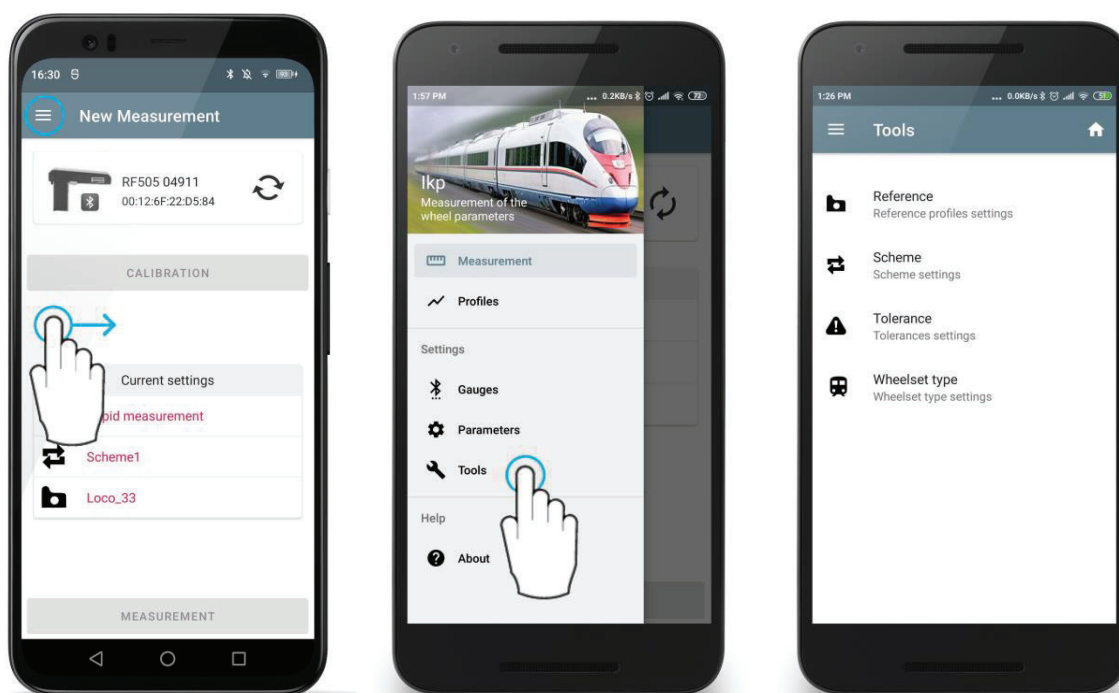 16:30
New Measurement
RF505 04911
00:12:6F:22:D5:84
CALIBRATION
Current settings
pid measurement
Scheme1
Loco_33
MEASUREMENT
1:57 PM ... 0.2KB/s 72
Ikp
Measurement of the
wheel parameters
Measurement
Profiles
Settings
Gauges
Parameters
Tools
Help
About
1:26 PM ... 0.0KB/s
Tools
Reference
Reference profiles settings
Scheme
Scheme settings
Tolerance
Tolerances settings
Wheelset type
Wheelset type settings